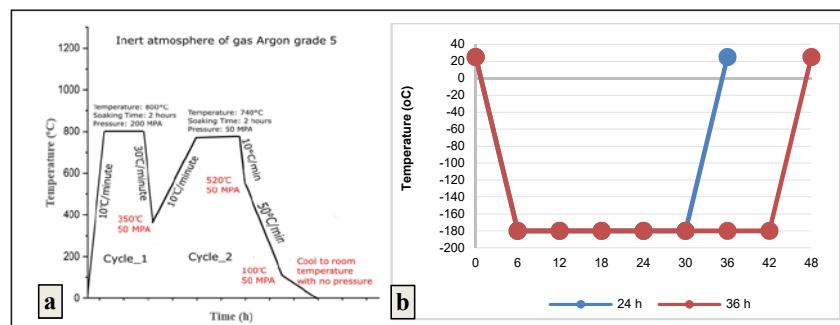 Inert atmosphere of gas Argon grade 5
1200
1000
800
600
400
200
0
Temperature (°C)
Temperature: 800°C
Soaking Time: 2 hours
Pressure: 200 MPA
Temperature: 740°C
Soaking Time: 2 hours
Pressure: 50 MPA
10℃/minute
30℃/minute
10℃/minute
10°C/min
50°C/min
350℃
50 MPA
520℃
50 MPA
100℃
50 MPA
Cycle_1
Cycle_2
Cool to room
temperature
with no pressure
Time (h)
a
40
20
0
-20
-40
-60
-80
-100
-120
-140
-160
-180
-200
Temperature (oC)
0 6 12 18 24 30 36 42 48
24 h 36 h
b